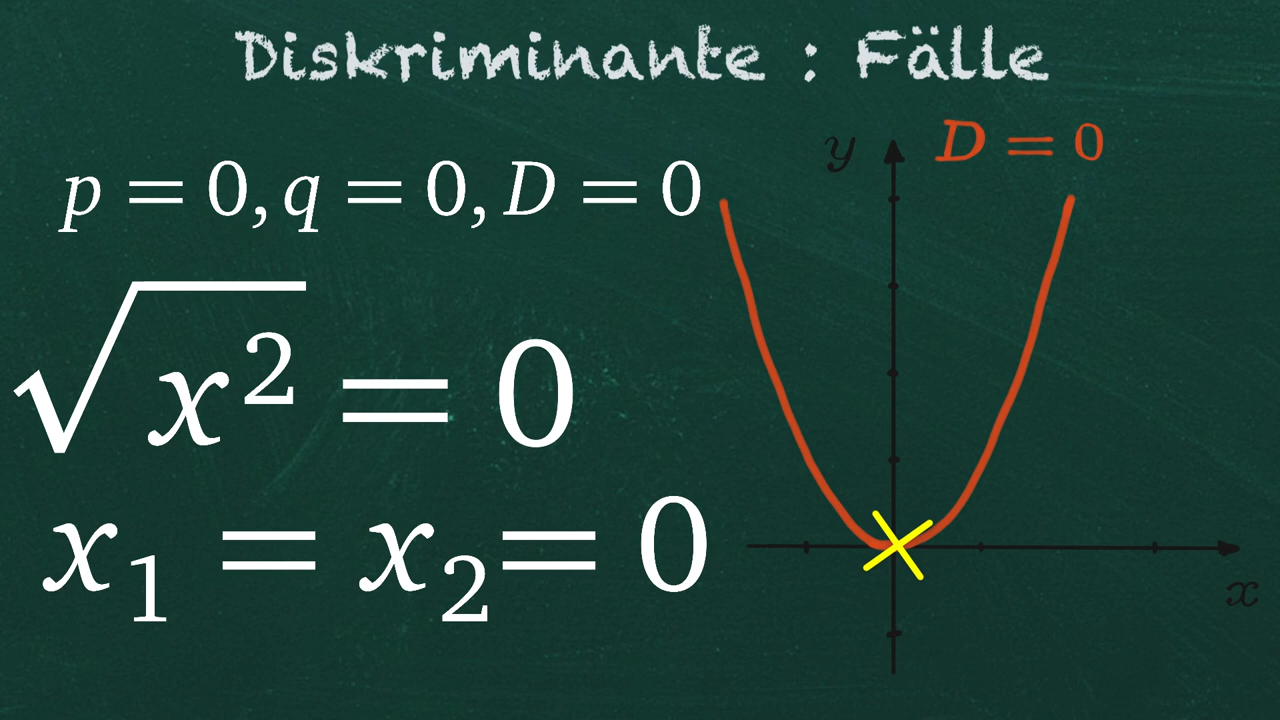 Diskriminante : Fälle
p = 0, q = 0, D = 0
√x² = 0
x₁ = x₂ = 0
D = 0
y
x